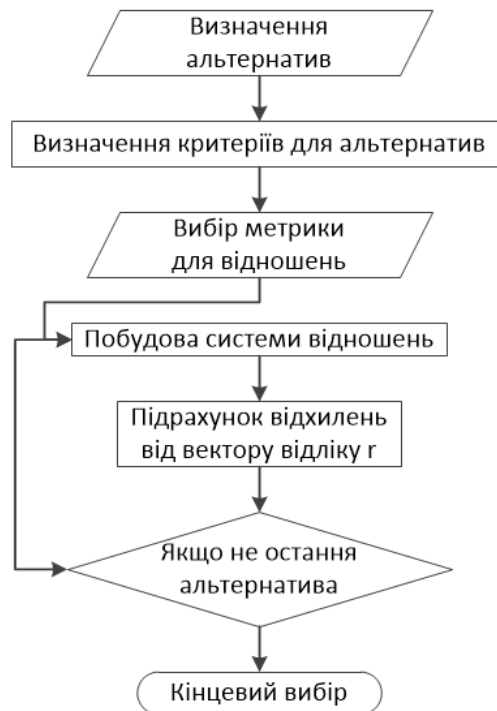 Визначення
альтернатив
Визначення критеріїв для альтернатив
Вибір метрики
для відношень
Побудова системи відношень
Підрахунок відхилень
від вектору відліку r
Якщо не остання
альтернатива
Кінцевий вибір